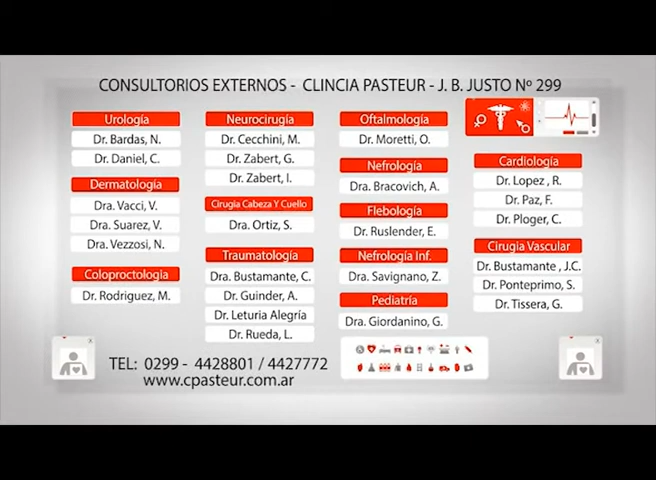 CONSULTORIOS EXTERNOS - CLINCIA PASTEUR - J. B. JUSTO Nº 299
Urología
Dr. Bardas, N.
Dr. Daniel, C.
Dermatología
Dra. Vacci, V.
Dra. Suarez, V.
Dra. Vezzosi, N.
Coloproctología
Dr. Rodriguez, M.
Neurocirugía
Dr. Cecchini, M.
Dr. Zabert, G.
Dr. Zabert, I.
Cirugia Cabeza Y Cuello
Dra. Ortiz, S.
Traumatología
Dra. Bustamante, C.
Dr. Guinder, A.
Dr. Leturia Alegría
Dr. Rueda, L.
Oftalmología
Dr. Moretti, O.
Nefrología
Dra. Bracovich, A.
Flebología
Dr. Ruslender, E.
Nefrología Inf.
Dra. Savignano, Z.
Pediatría
Dra. Giordanino, G.
Cardiología
Dr. Lopez , R.
Dr. Paz, F.
Dr. Ploger, C.
Cirugia Vascular
Dr. Bustamante , J.C.
Dr. Ponteprimo, S.
Dr. Tissera, G.
TEL: 0299 - 4428801 / 4427772
www.cpasteur.com.ar